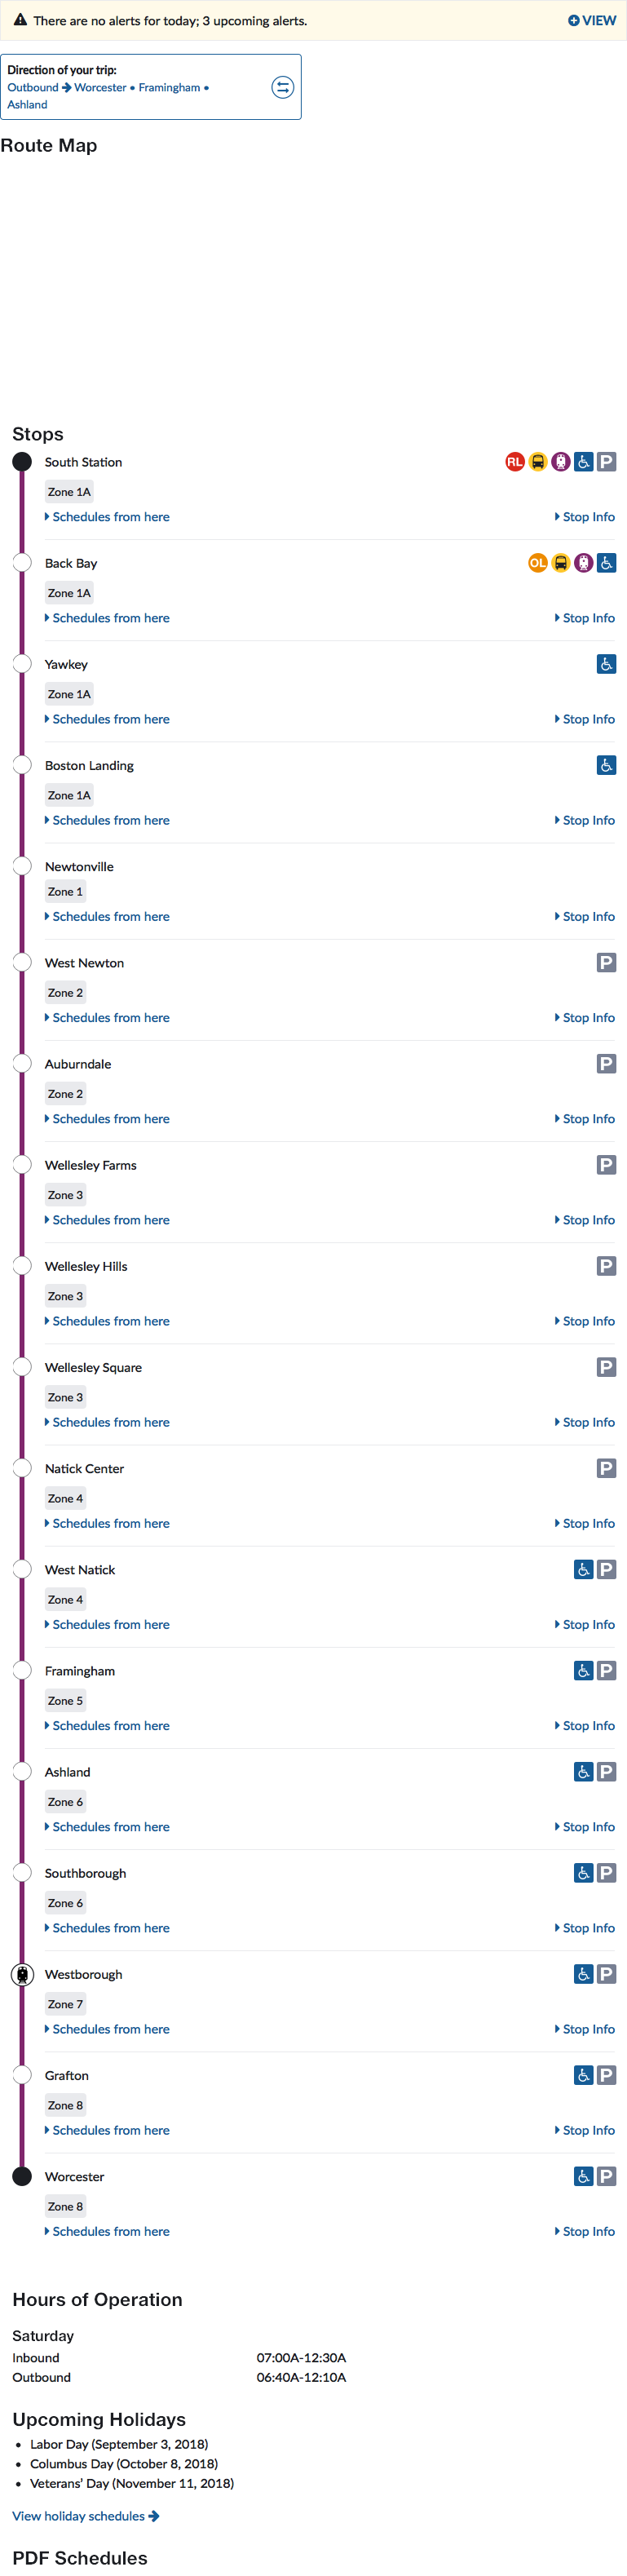 There are no alerts for today; 3 upcoming alerts. VIEW
Direction of your trip:
Outbound → Worcester • Framingham •
Ashland
Route Map
Stops
South Station RL P
Zone 1A
Schedules from here Stop Info
Back Bay OL
Zone 1A
Schedules from here Stop Info
Yawkey
Zone 1A
Schedules from here Stop Info
Boston Landing
Zone 1A
Schedules from here Stop Info
Newtonville
Zone 1
Schedules from here Stop Info
West Newton P
Zone 2
Schedules from here Stop Info
Auburndale P
Zone 2
Schedules from here Stop Info
Wellesley Farms P
Zone 3
Schedules from here Stop Info
Wellesley Hills P
Zone 3
Schedules from here Stop Info
Wellesley Square P
Zone 3
Schedules from here Stop Info
Natick Center P
Zone 4
Schedules from here Stop Info
West Natick P
Zone 4
Schedules from here Stop Info
Framingham P
Zone 5
Schedules from here Stop Info
Ashland P
Zone 6
Schedules from here Stop Info
Southborough P
Zone 6
Schedules from here Stop Info
Westborough P
Zone 7
Schedules from here Stop Info
Grafton P
Zone 8
Schedules from here Stop Info
Worcester P
Zone 8
Schedules from here Stop Info
Hours of Operation
Saturday
Inbound 07:00A-12:30A
Outbound 06:40A-12:10A
Upcoming Holidays
• Labor Day (September 3, 2018)
• Columbus Day (October 8, 2018)
• Veterans’ Day (November 11, 2018)
View holiday schedules →
PDF Schedules